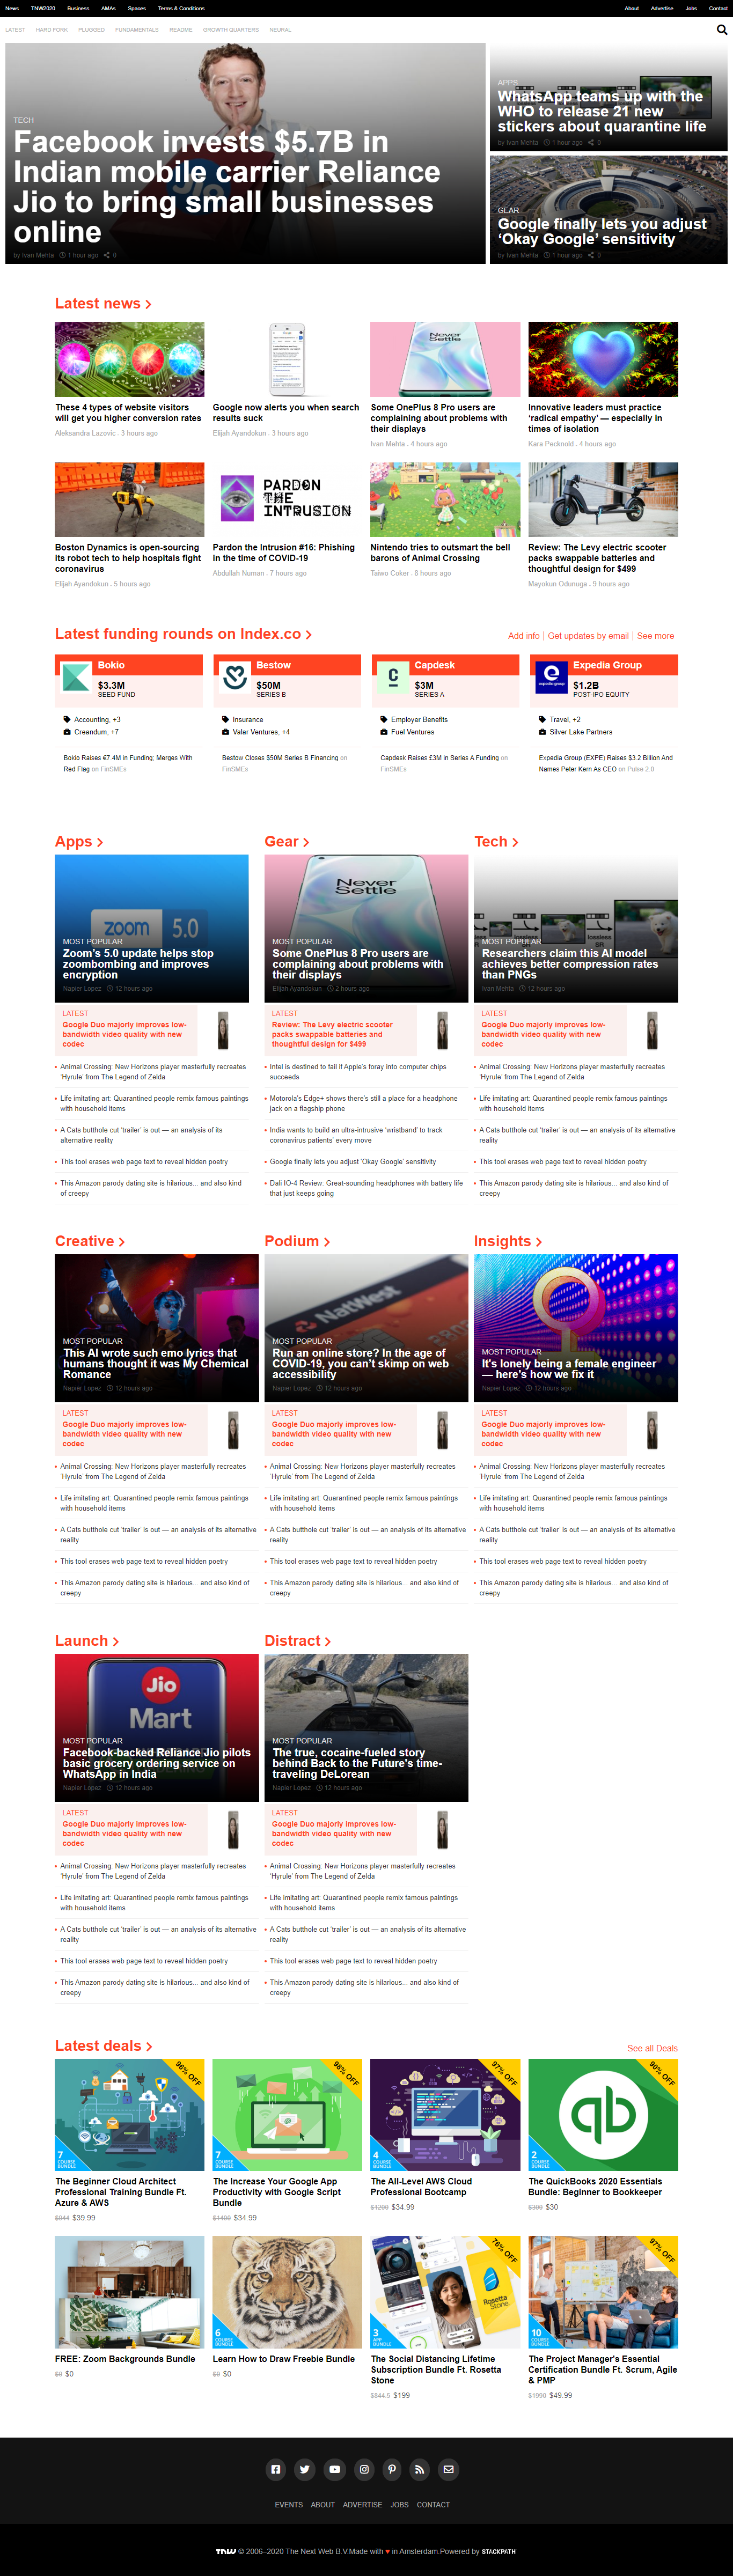 News TNW2020 Business AMAs Spaces Terms & Conditions About Advertise Jobs Contact
LATEST HARD FORK PLUGGED FUNDAMENTALS README GROWTH QUARTERS NEURAL
TECH
Facebook invests $5.7B in
Indian mobile carrier Reliance
Jio to bring small businesses
online
by Ivan Mehta 1 hour ago 0
APPS
WhatsApp teams up with the
WHO to release 21 new
stickers about quarantine life
by Ivan Mehta 1 hour ago 0
GEAR
Google finally lets you adjust
‘Okay Google’ sensitivity
by Ivan Mehta 1 hour ago 0
Latest news
Never
Settle
These 4 types of website visitors
will get you higher conversion rates
Aleksandra Lazovic . 3 hours ago
Google now alerts you when search
results suck
Elijah Ayandokun . 3 hours ago
Some OnePlus 8 Pro users are
complaining about problems with
their displays
Ivan Mehta . 4 hours ago
Innovative leaders must practice
‘radical empathy’ — especially in
times of isolation
Kara Pecknold . 4 hours ago
PARDON
THE
INTRUSION
Boston Dynamics is open-sourcing
its robot tech to help hospitals fight
coronavirus
Elijah Ayandokun . 5 hours ago
Pardon the Intrusion #16: Phishing
in the time of COVID-19
Abdullah Numan . 7 hours ago
Nintendo tries to outsmart the bell
barons of Animal Crossing
Taiwo Coker . 8 hours ago
Review: The Levy electric scooter
packs swappable batteries and
thoughtful design for $499
Mayokun Odunuga . 9 hours ago
Latest funding rounds on Index.co
Add info | Get updates by email | See more
Bokio
$3.3M
SEED FUND
Accounting, +3
Creandum, +7
Bokio Raises €7.4M in Funding; Merges With
Red Flag on FinSMEs
Bestow
$50M
SERIES B
Insurance
Valar Ventures, +4
Bestow Closes $50M Series B Financing on
FinSMEs
Capdesk
$3M
SERIES A
Employer Benefits
Fuel Ventures
Capdesk Raises £3M in Series A Funding on
FinSMEs
Expedia Group
expedia group
$1.2B
POST-IPO EQUITY
Travel, +2
Silver Lake Partners
Expedia Group (EXPE) Raises $3.2 Billion And
Names Peter Kern As CEO on Pulse 2.0
Apps
zoom 5.0
MOST POPULAR
Zoom’s 5.0 update helps stop
zoombombing and improves
encryption
Napier Lopez 12 hours ago
LATEST
Google Duo majorly improves low-
bandwidth video quality with new
codec
Animal Crossing: New Horizons player masterfully recreates
‘Hyrule’ from The Legend of Zelda
Life imitating art: Quarantined people remix famous paintings
with household items
A Cats butthole cut ‘trailer’ is out — an analysis of its
alternative reality
This tool erases web page text to reveal hidden poetry
This Amazon parody dating site is hilarious... and also kind
of creepy
Gear
Never
Settle
MOST POPULAR
Some OnePlus 8 Pro users are
complaining about problems with
their displays
Elijah Ayandokun 2 hours ago
LATEST
Review: The Levy electric scooter
packs swappable batteries and
thoughtful design for $499
Intel is destined to fail if Apple’s foray into computer chips
succeeds
Motorola’s Edge+ shows there’s still a place for a headphone
jack on a flagship phone
India wants to build an ultra-intrusive ‘wristband’ to track
coronavirus patients’ every move
Google finally lets you adjust ‘Okay Google’ sensitivity
Dali IO-4 Review: Great-sounding headphones with battery life
that just keeps going
Tech
lossless
SR
lossless
SR
MOST POPULAR
Researchers claim this AI model
achieves better compression rates
than PNGs
Ivan Mehta 12 hours ago
LATEST
Google Duo majorly improves low-
bandwidth video quality with new
codec
Animal Crossing: New Horizons player masterfully recreates
‘Hyrule’ from The Legend of Zelda
Life imitating art: Quarantined people remix famous paintings
with household items
A Cats butthole cut ‘trailer’ is out — an analysis of its alternative
reality
This tool erases web page text to reveal hidden poetry
This Amazon parody dating site is hilarious... and also kind of
creepy
Creative
MOST POPULAR
This AI wrote such emo lyrics that
humans thought it was My Chemical
Romance
Napier Lopez 12 hours ago
LATEST
Google Duo majorly improves low-
bandwidth video quality with new
codec
Animal Crossing: New Horizons player masterfully recreates
‘Hyrule’ from The Legend of Zelda
Life imitating art: Quarantined people remix famous paintings
with household items
A Cats butthole cut ‘trailer’ is out — an analysis of its alternative
reality
This tool erases web page text to reveal hidden poetry
This Amazon parody dating site is hilarious... and also kind of
creepy
Podium
NatWest
MOST POPULAR
Run an online store? In the age of
COVID-19, you can’t skimp on web
accessibility
Napier Lopez 12 hours ago
LATEST
Google Duo majorly improves low-
bandwidth video quality with new
codec
Animal Crossing: New Horizons player masterfully recreates
‘Hyrule’ from The Legend of Zelda
Life imitating art: Quarantined people remix famous paintings
with household items
A Cats butthole cut ‘trailer’ is out — an analysis of its alternative
reality
This tool erases web page text to reveal hidden poetry
This Amazon parody dating site is hilarious... and also kind of
creepy
Insights
MOST POPULAR
It’s lonely being a female engineer
— here’s how we fix it
Napier Lopez 12 hours ago
LATEST
Google Duo majorly improves low-
bandwidth video quality with new
codec
Animal Crossing: New Horizons player masterfully recreates
‘Hyrule’ from The Legend of Zelda
Life imitating art: Quarantined people remix famous paintings
with household items
A Cats butthole cut ‘trailer’ is out — an analysis of its alternative
reality
This tool erases web page text to reveal hidden poetry
This Amazon parody dating site is hilarious... and also kind of
creepy
Launch
Jio
Mart
MOST POPULAR
Facebook-backed Reliance Jio pilots
basic grocery ordering service on
WhatsApp in India
Napier Lopez 12 hours ago
LATEST
Google Duo majorly improves low-
bandwidth video quality with new
codec
Animal Crossing: New Horizons player masterfully recreates
‘Hyrule’ from The Legend of Zelda
Life imitating art: Quarantined people remix famous paintings
with household items
A Cats butthole cut ‘trailer’ is out — an analysis of its alternative
reality
This tool erases web page text to reveal hidden poetry
This Amazon parody dating site is hilarious... and also kind of
creepy
Distract
MOST POPULAR
The true, cocaine-fueled story
behind Back to the Future’s time-
traveling DeLorean
Napier Lopez 12 hours ago
LATEST
Google Duo majorly improves low-
bandwidth video quality with new
codec
Animal Crossing: New Horizons player masterfully recreates
‘Hyrule’ from The Legend of Zelda
Life imitating art: Quarantined people remix famous paintings
with household items
A Cats butthole cut ‘trailer’ is out — an analysis of its alternative
reality
This tool erases web page text to reveal hidden poetry
This Amazon parody dating site is hilarious... and also kind of
creepy
Latest deals
See all Deals
96% OFF
7
COURSE
BUNDLE
The Beginner Cloud Architect
Professional Training Bundle Ft.
Azure & AWS
$944 $39.99
98% OFF
7
COURSE
BUNDLE
The Increase Your Google App
Productivity with Google Script
Bundle
$1400 $34.99
97% OFF
4
COURSE
BUNDLE
The All-Level AWS Cloud
Professional Bootcamp
$1200 $34.99
90% OFF
qb
2
COURSE
BUNDLE
The QuickBooks 2020 Essentials
Bundle: Beginner to Bookkeeper
$300 $30
FREE: Zoom Backgrounds Bundle
$0 $0
6
COURSE
BUNDLE
Learn How to Draw Freebie Bundle
$0 $0
76% OFF
Rosetta
Stone
3
APP
BUNDLE
The Social Distancing Lifetime
Subscription Bundle Ft. Rosetta
Stone
$844.5 $199
97% OFF
10
COURSE
BUNDLE
The Project Manager's Essential
Certification Bundle Ft. Scrum, Agile
& PMP
$1990 $49.99
EVENTS ABOUT ADVERTISE JOBS CONTACT
TNW © 2006–2020 The Next Web B.V.Made with ♥ in Amsterdam.Powered by STACKPATH